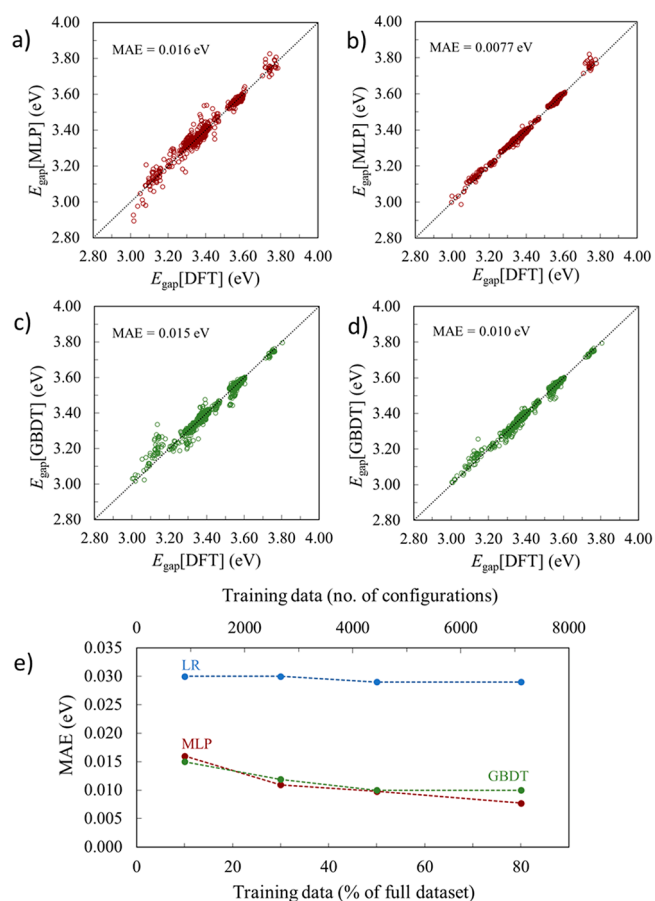 a)
MAE = 0.016 eV
E_gap[MLP] (eV)
4.00
3.80
3.60
3.40
3.20
3.00
2.80
2.80 3.00 3.20 3.40 3.60 3.80 4.00
E_gap[DFT] (eV)
b)
MAE = 0.0077 eV
E_gap[MLP] (eV)
4.00
3.80
3.60
3.40
3.20
3.00
2.80
2.80 3.00 3.20 3.40 3.60 3.80 4.00
E_gap[DFT] (eV)
c)
MAE = 0.015 eV
E_gap[GBDT] (eV)
4.00
3.80
3.60
3.40
3.20
3.00
2.80
2.80 3.00 3.20 3.40 3.60 3.80 4.00
E_gap[DFT] (eV)
d)
MAE = 0.010 eV
E_gap[GBDT] (eV)
4.00
3.80
3.60
3.40
3.20
3.00
2.80
2.80 3.00 3.20 3.40 3.60 3.80 4.00
E_gap[DFT] (eV)
Training data (no. of configurations)
0 2000 4000 6000 8000
e)
MAE (eV)
0.035
0.030
0.025
0.020
0.015
0.010
0.005
0.000
LR
MLP
GBDT
0 20 40 60 80 100
Training data (% of full dataset)